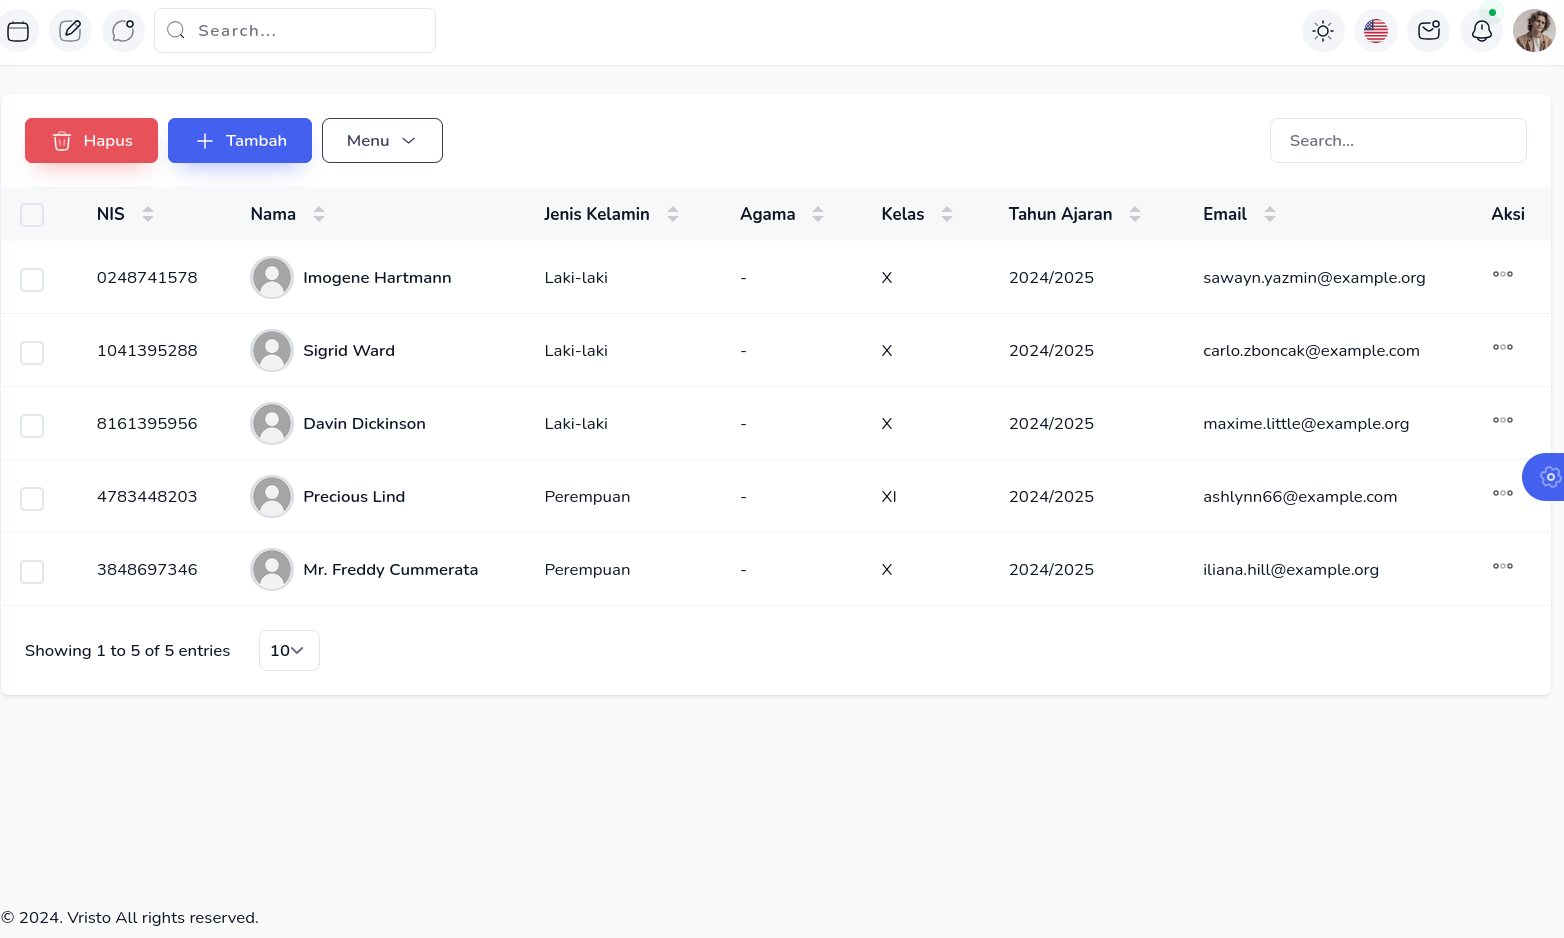 Search...
Hapus Tambah Menu Search...
NIS Nama Jenis Kelamin Agama Kelas Tahun Ajaran Email Aksi
0248741578 Imogene Hartmann Laki-laki - X 2024/2025 sawayn.yazmin@example.org
1041395288 Sigrid Ward Laki-laki - X 2024/2025 carlo.zboncak@example.com
8161395956 Davin Dickinson Laki-laki - X 2024/2025 maxime.little@example.org
4783448203 Precious Lind Perempuan - XI 2024/2025 ashlynn66@example.com
3848697346 Mr. Freddy Cummerata Perempuan - X 2024/2025 iliana.hill@example.org
Showing 1 to 5 of 5 entries 10
© 2024. Vristo All rights reserved.